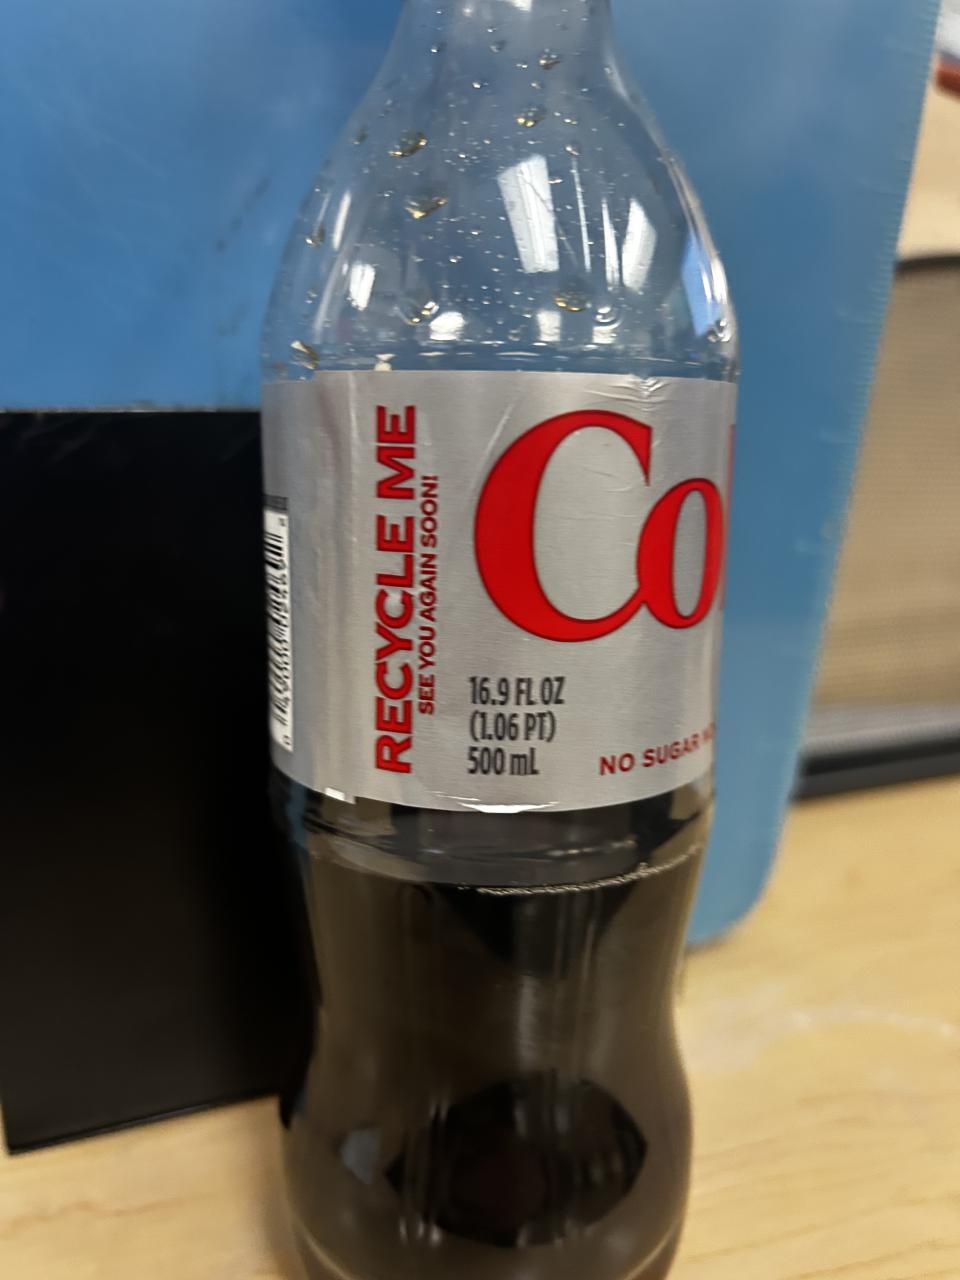 RECYCLE ME
SEE YOU AGAIN SOON!
Co
16.9 FL OZ
(1.06 PT)
500 mL
NO SUGAR